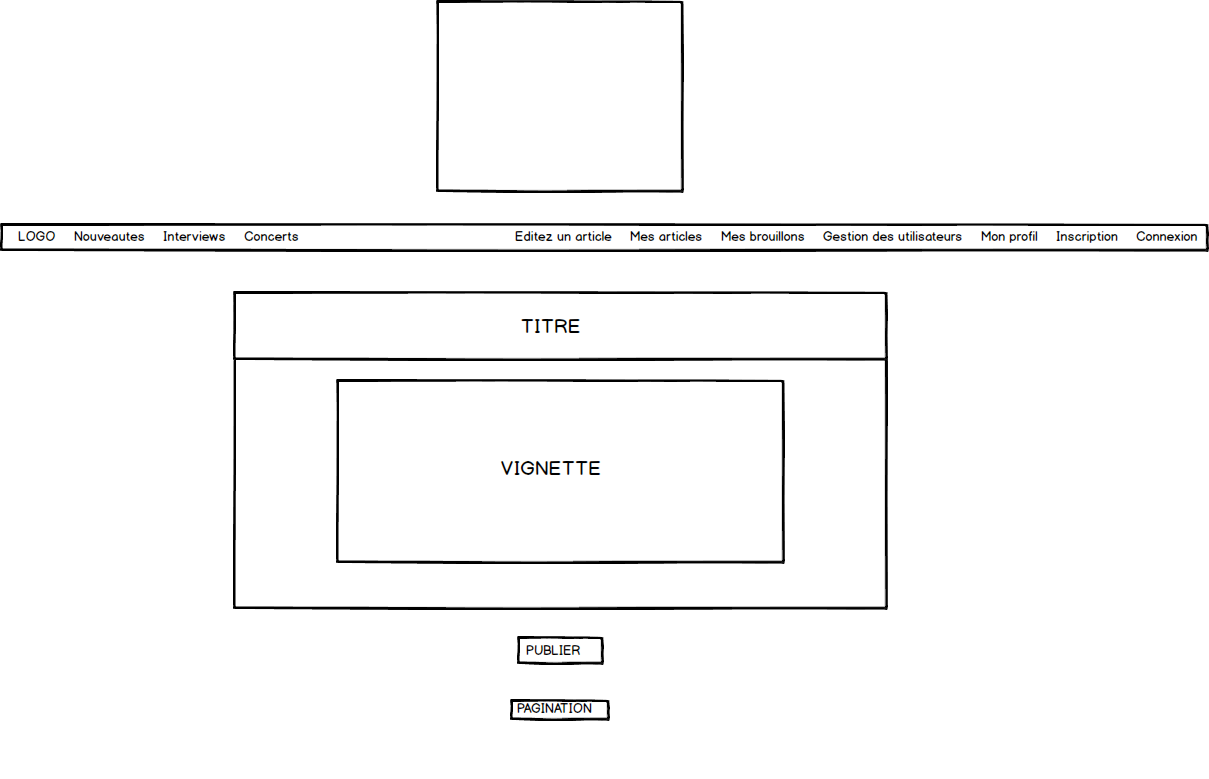 LOGO Nouveautes Interviews Concerts Editez un article Mes articles Mes brouillons Gestion des utilisateurs Mon profil Inscription Connexion
TITRE
VIGNETTE
PUBLIER
PAGINATION